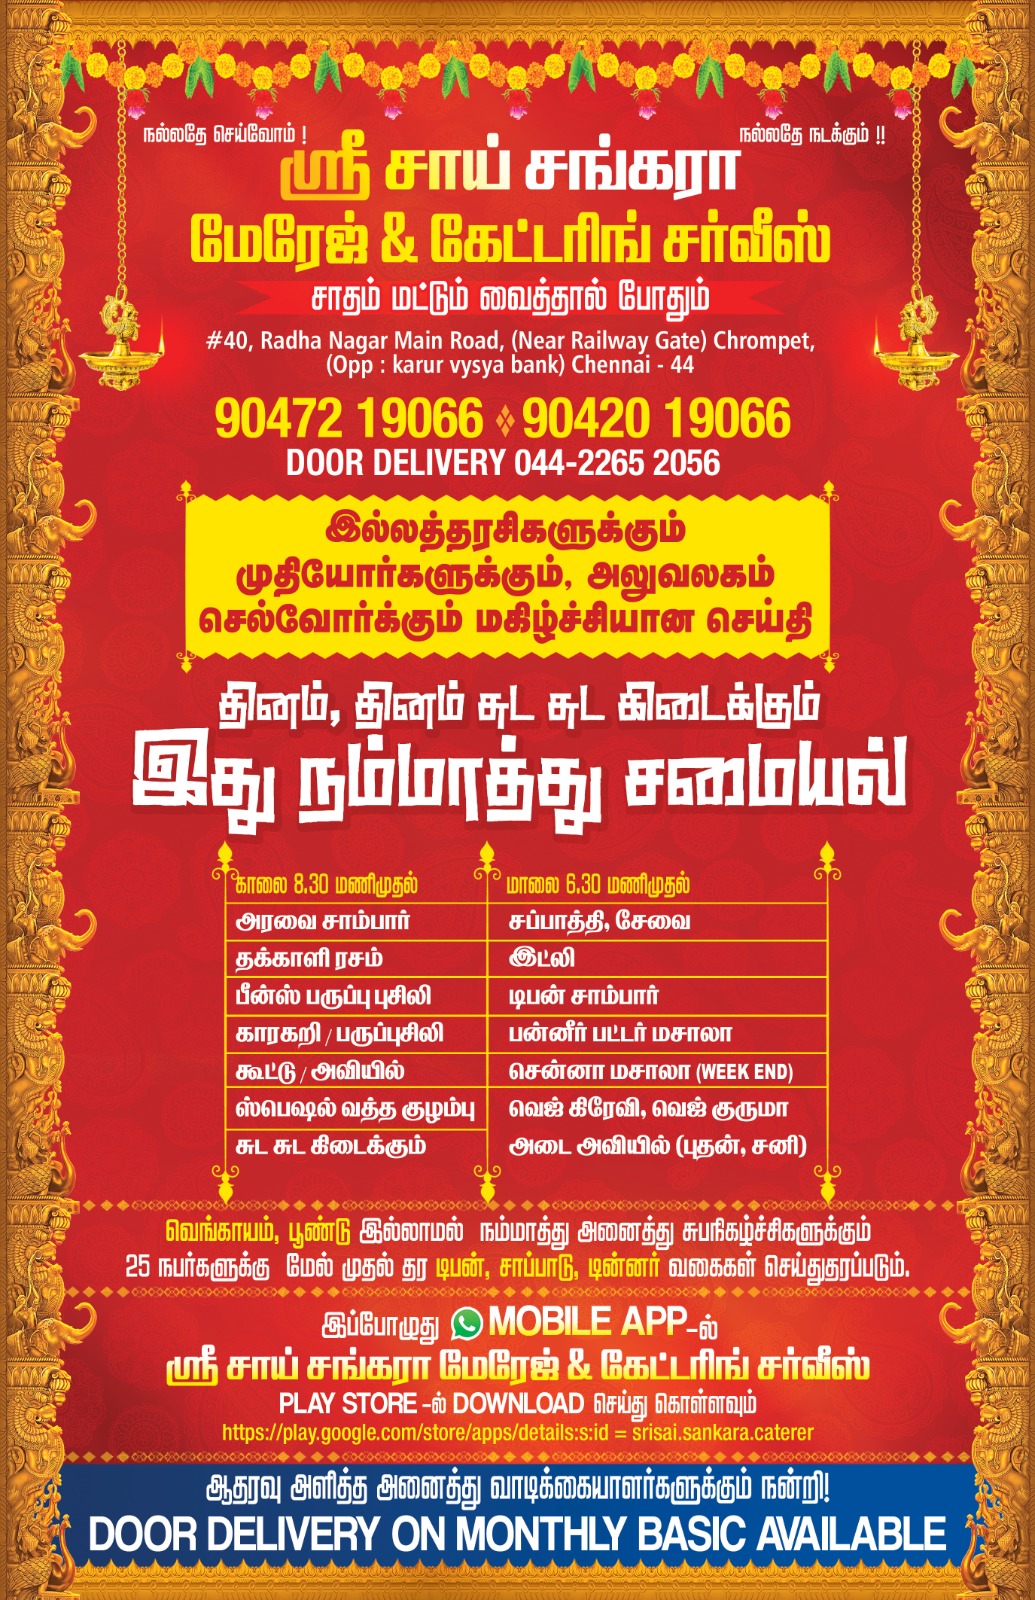 நல்லதே செய்வோம் !
நல்லதே நடக்கும் !!
ஸ்ரீ சாய் சங்கரா
மேரேஜ் & கேட்டரிங் சர்வீஸ்
சாதம் மட்டும் வைத்தால் போதும்
#40, Radha Nagar Main Road, (Near Railway Gate) Chrompet,
(Opp : karur vysya bank) Chennai - 44
90472 19066 90420 19066
DOOR DELIVERY 044-2265 2056
இல்லத்தரசிகளுக்கும்
முதியோர்களுக்கும், அலுவலகம்
செல்வோர்க்கும் மகிழ்ச்சியான செய்தி
தினம், தினம் சுட சுட கிடைக்கும்
இது நம்மாத்து சமையல்
காலை 8.30 மணிமுதல் மாலை 6.30 மணிமுதல்
அரவை சாம்பார் சப்பாத்தி, சேவை
தக்காளி ரசம் இட்லி
பீன்ஸ் பருப்பு புசிலி டிபன் சாம்பார்
காரகறி / பருப்புசிலி பன்னீர் பட்டர் மசாலா
கூட்டு / அவியில் சென்னா மசாலா (WEEK END)
ஸ்பெஷல் வத்த குழம்பு வெஜ் கிரேவி, வெஜ் குருமா
சுட சுட கிடைக்கும் அடை அவியில் (புதன், சனி)
வெங்காயம், பூண்டு இல்லாமல் நம்மாத்து அனைத்து சுபநிகழ்ச்சிகளுக்கும்
25 நபர்களுக்கு மேல் முதல் தர டிபன், சாப்பாடு, டின்னர் வகைகள் செய்துதரப்படும்.
இப்போழுது MOBILE APP-ல்
ஸ்ரீ சாய் சங்கரா மேரேஜ் & கேட்டரிங் சர்வீஸ்
PLAY STORE -ல் DOWNLOAD செய்து கொள்ளவும்
https://play.google.com/store/apps/details:s:id = srisai.sankara.caterer
ஆதரவு அளித்த அனைத்து வாடிக்கையாளர்களுக்கும் நன்றி!
DOOR DELIVERY ON MONTHLY BASIC AVAILABLE